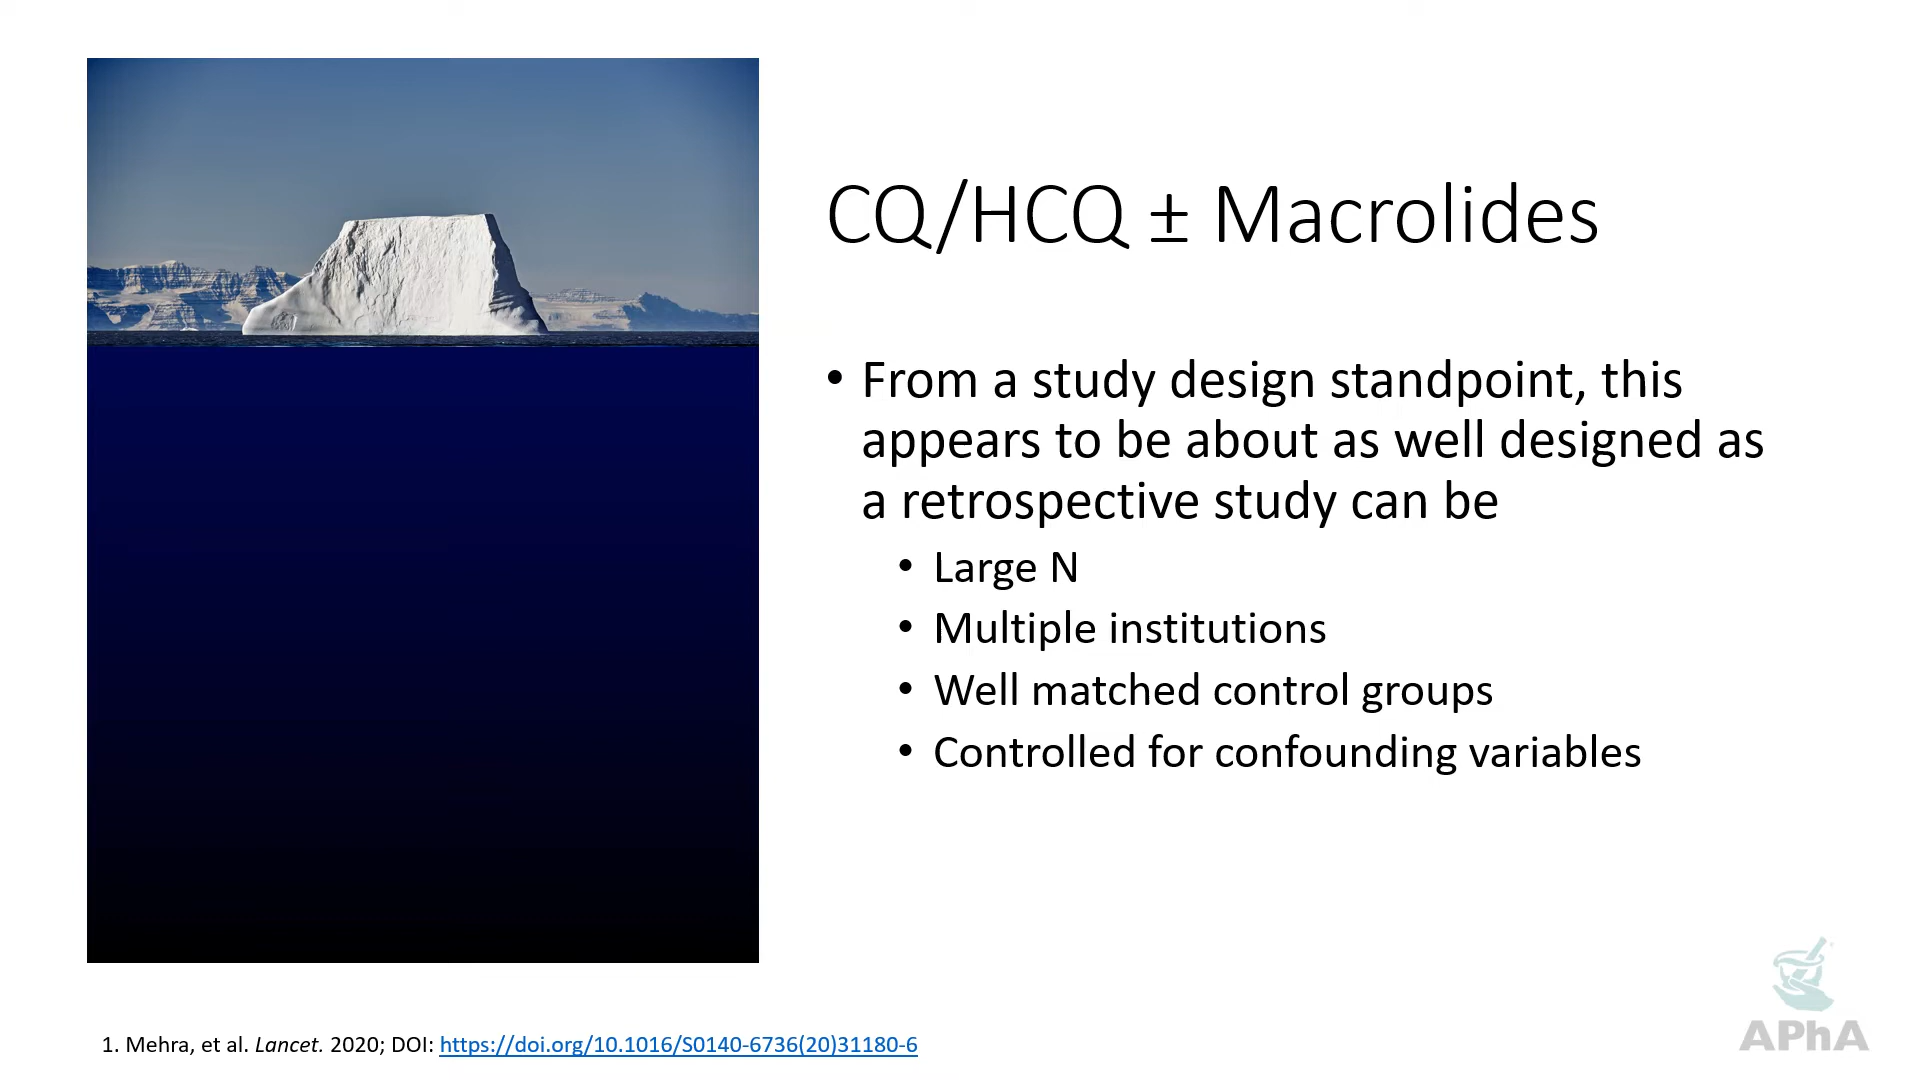 CQ/HCQ ± Macrolides
• From a study design standpoint, this
appears to be about as well designed as
a retrospective study can be
• Large N
• Multiple institutions
• Well matched control groups
• Controlled for confounding variables
1. Mehra, et al. Lancet. 2020; DOI: https://doi.org/10.1016/S0140-6736(20)31180-6
APhA